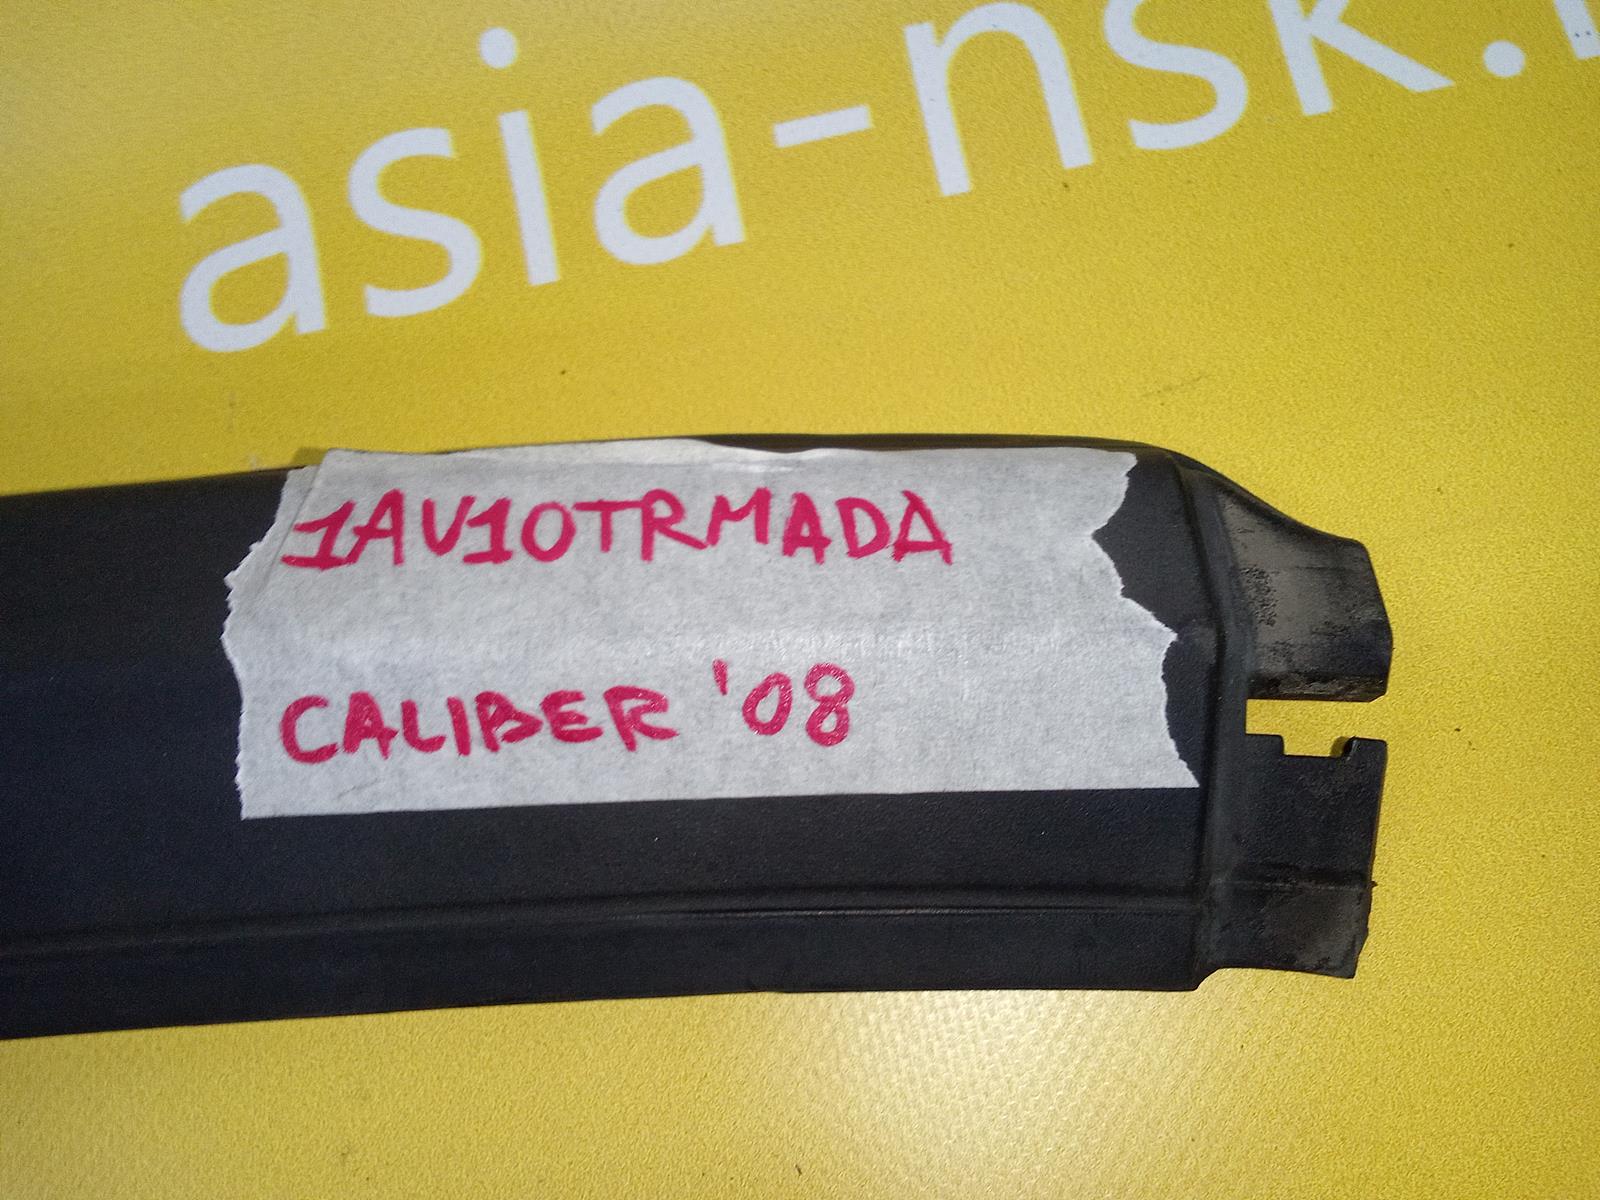 asia-nsk.
1AV10TRMADA
CALIBER '08